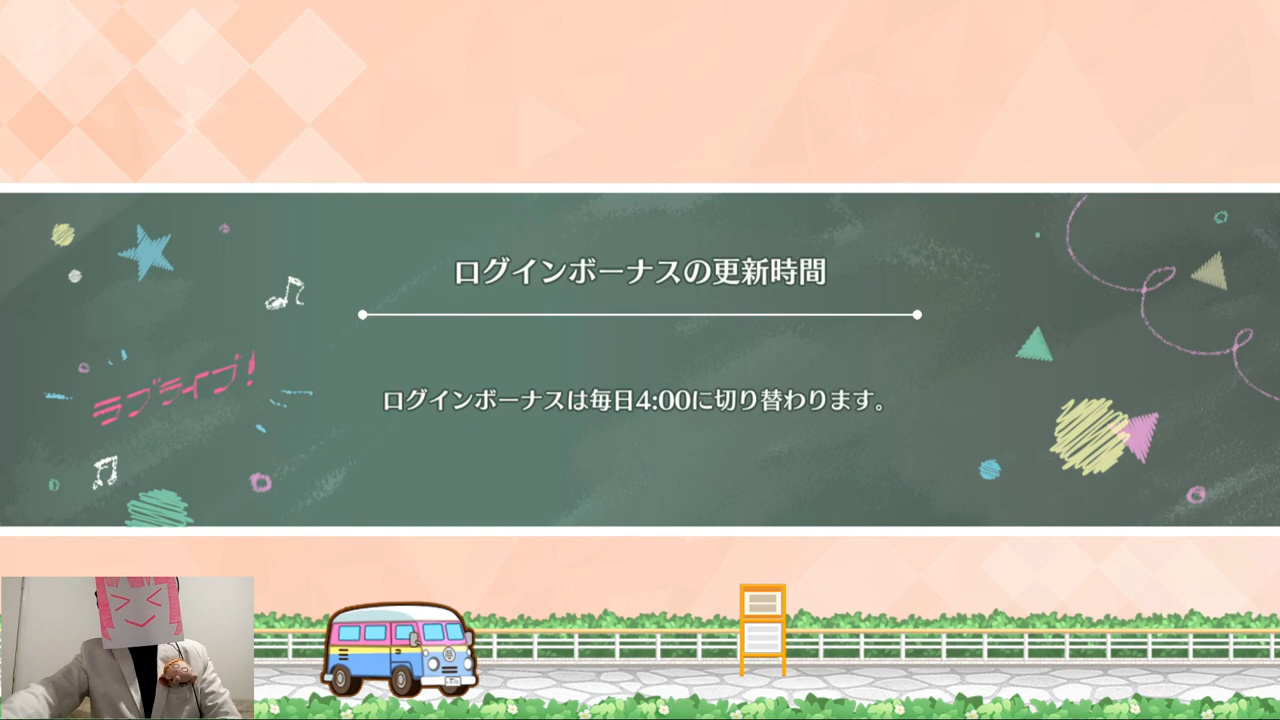 ログインボーナスの更新時間
ログインボーナスは毎日4:00に切り替わります。
ラブライブ!